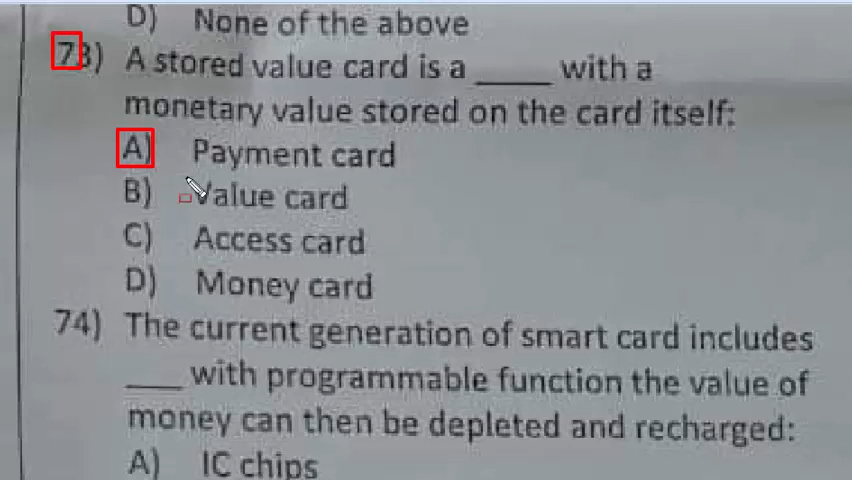 D) None of the above
73) A stored value card is a _____ with a
monetary value stored on the card itself:
A) Payment card
B) Value card
C) Access card
D) Money card
74) The current generation of smart card includes
____ with programmable function the value of
money can then be depleted and recharged:
A) IC chips